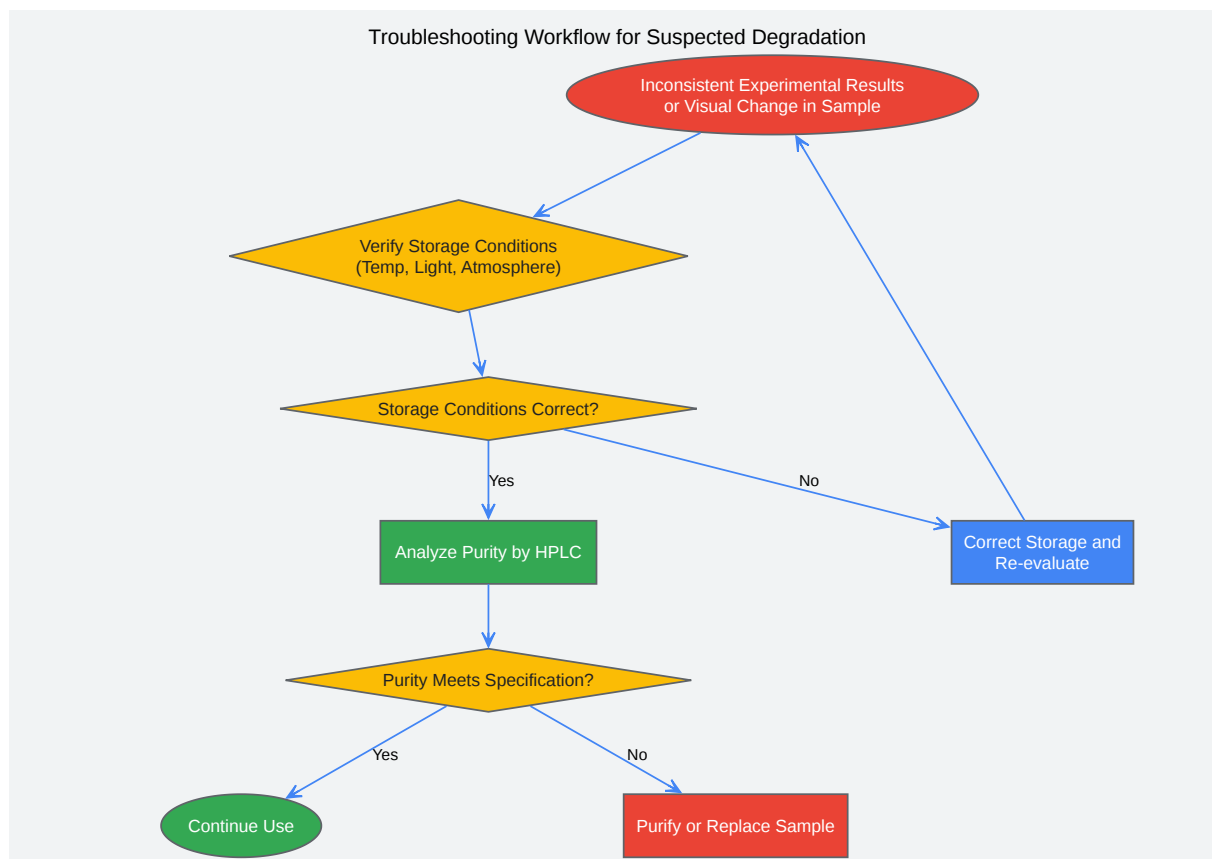 Troubleshooting Workflow for Suspected Degradation
Inconsistent Experimental Results
or Visual Change in Sample
Verify Storage Conditions
(Temp, Light, Atmosphere)
Storage Conditions Correct?
Yes
No
Analyze Purity by HPLC
Correct Storage and
Re-evaluate
Purity Meets Specification?
Yes
No
Continue Use
Purify or Replace Sample